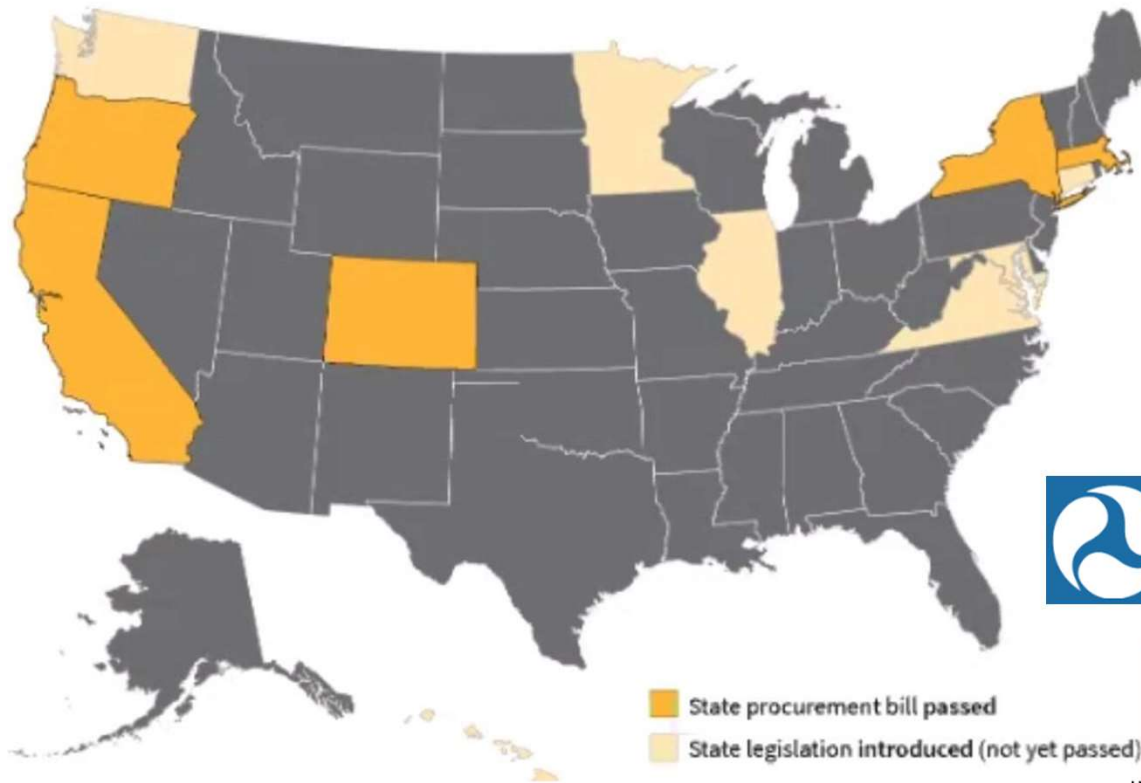 State procurement bill passed
State legislation introduced (not yet passed)